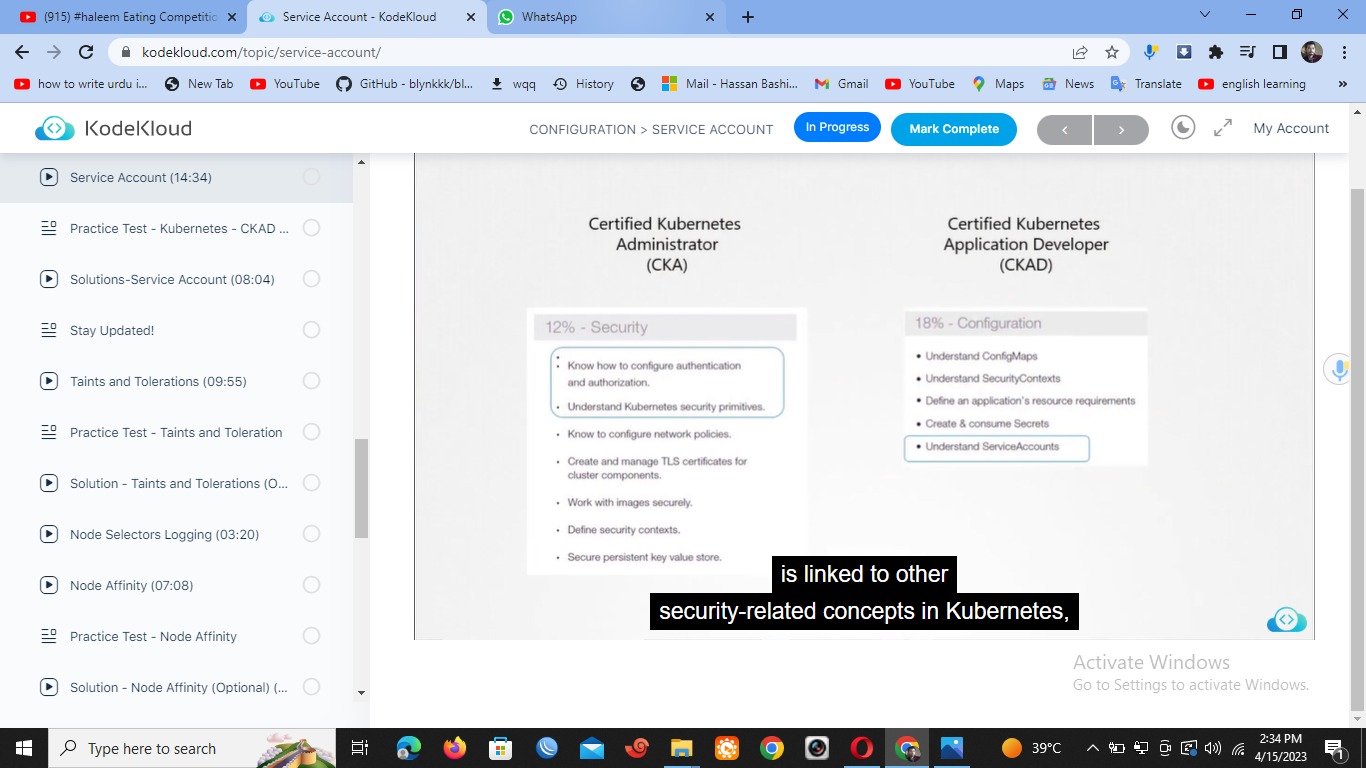 (915) #haleem Eating Competitio
Service Account - KodeKloud
WhatsApp
kodekloud.com/topic/service-account/
how to write urdu i...
New Tab
YouTube
GitHub - blynkkk/bl...
wqq
History
Mail - Hassan Bashi...
Gmail
YouTube
Maps
News
Translate
english learning
»
KodeKloud
CONFIGURATION > SERVICE ACCOUNT
In Progress
Mark Complete
<
>
My Account
Service Account (14:34)
Practice Test - Kubernetes - CKAD ...
Solutions-Service Account (08:04)
Stay Updated!
Taints and Tolerations (09:55)
Practice Test - Taints and Toleration
Solution - Taints and Tolerations (O...
Node Selectors Logging (03:20)
Node Affinity (07:08)
Practice Test - Node Affinity
Solution - Node Affinity (Optional) (...
Certified Kubernetes
Administrator
(CKA)
12% - Security
• Know how to configure authentication
and authorization.
• Understand Kubernetes security primitives.
• Know to configure network policies.
• Create and manage TLS certificates for
cluster components.
• Work with images securely.
• Define security contexts.
• Secure persistent key value store.
Certified Kubernetes
Application Developer
(CKAD)
18% - Configuration
• Understand ConfigMaps
• Understand SecurityContexts
• Define an application's resource requirements
• Create & consume Secrets
• Understand ServiceAccounts
is linked to other
security-related concepts in Kubernetes,
Activate Windows
Go to Settings to activate Windows.
Type here to search
39°C
2:34 PM
4/15/2023
1